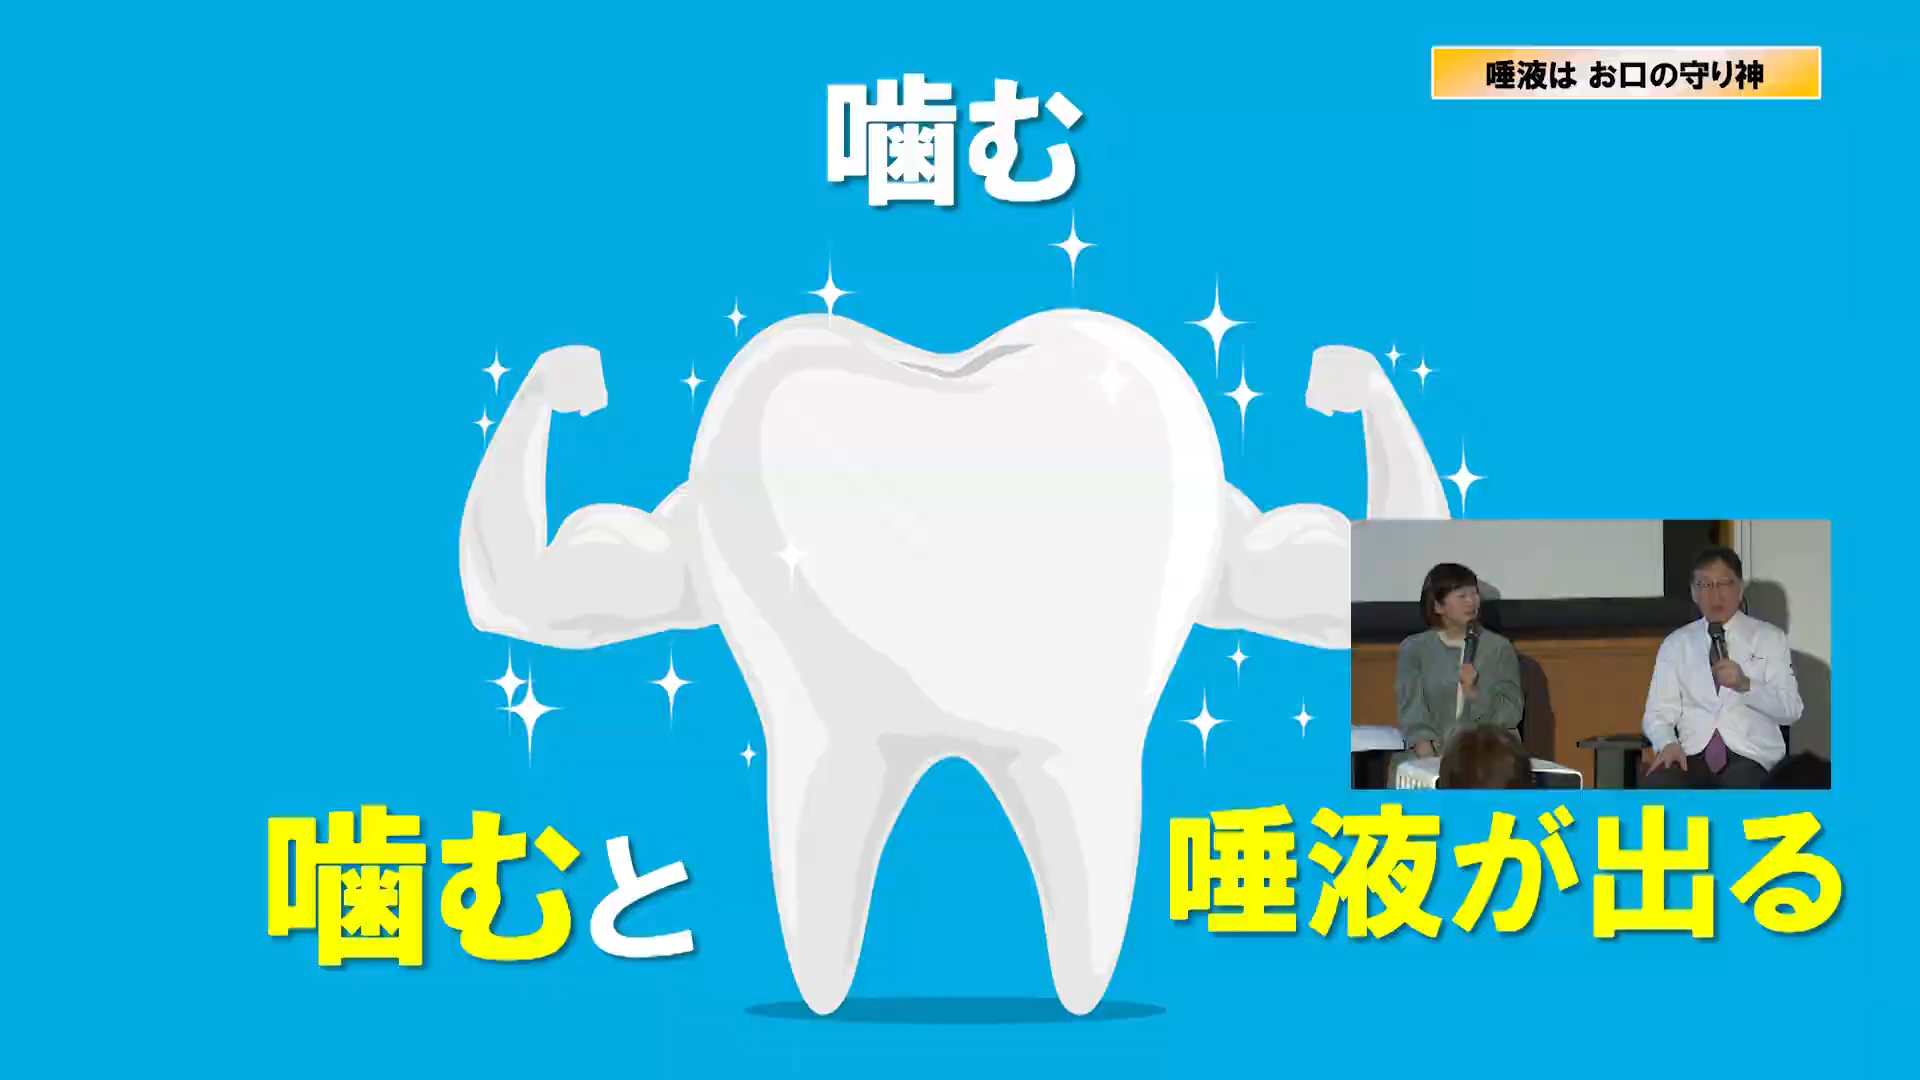 唾液は お口の守り神
噛む
噛むと
唾液が出る